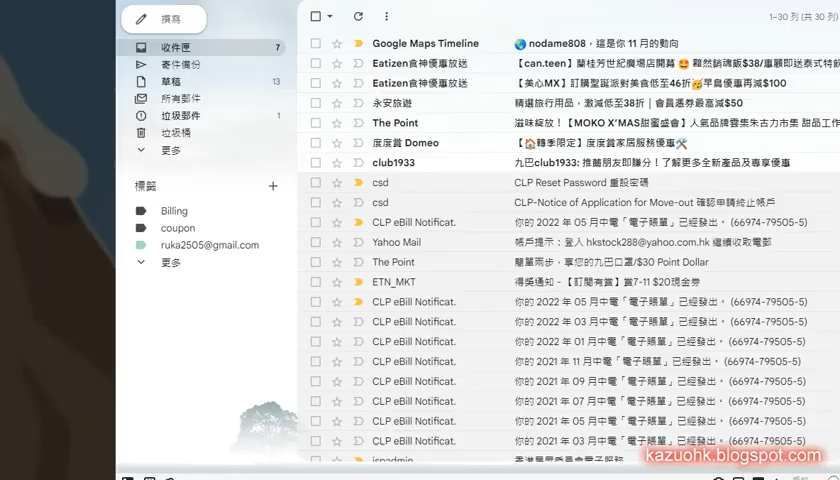 撰寫
1–30 列 (共 30 列)
收件匣 7
寄件備份
草稿 13
所有郵件
垃圾郵件 1
垃圾桶
更多
標籤
Billing
coupon
ruka2505@gmail.com
更多
Google Maps Timeline 🌏 nodame808，這是你 11 月的動向
Eatizen食神優惠放送 【can.teen】蘭桂芳世紀廣場店開幕 🤩 黯然銷魂飯$38/車厘即送泰式特飲
Eatizen食神優惠放送 【美心MX】訂購聖誕派對美食低至46折🥳早鳥優惠再減$100
永安旅遊 精選旅行用品，激減低至38折｜會員憑券最高減$50
The Point 滋味綻放！【MOKO X'MAS甜蜜盛會】人氣品牌雲集朱古力市集 甜品工作
度度賞 Domeo 【🏠轉季限定】度度賞家居服務優惠🛠️
club1933 九巴club1933: 推薦朋友即賺分！了解更多全新產品及專享優惠
csd CLP Reset Password 重設密碼
csd CLP-Notice of Application for Move-out 確認申請終止帳戶
CLP eBill Notificat. 你的 2022 年 05 月中電「電子賬單」已經發出。 (66974-79505-5)
Yahoo Mail 帳戶提示：登入 hkstock288@yahoo.com.hk 繼續收取電郵
The Point 簡單兩步，享您的九巴口罩/$30 Point Dollar
ETN_MKT 得獎通知 - 【訂閱有賞】賞7-11 $20現金券
CLP eBill Notificat. 你的 2022 年 05 月中電「電子賬單」已經發出。 (66974-79505-5)
CLP eBill Notificat. 你的 2022 年 03 月中電「電子賬單」已經發出。 (66974-79505-5)
CLP eBill Notificat. 你的 2022 年 01 月中電「電子賬單」已經發出。 (66974-79505-5)
CLP eBill Notificat. 你的 2021 年 11 月中電「電子賬單」已經發出。 (66974-79505-5)
CLP eBill Notificat. 你的 2021 年 09 月中電「電子賬單」已經發出。 (66974-79505-5)
CLP eBill Notificat. 你的 2021 年 07 月中電「電子賬單」已經發出。 (66974-79505-5)
CLP eBill Notificat. 你的 2021 年 05 月中電「電子賬單」已經發出。 (66974-79505-5)
CLP eBill Notificat. 你的 2021 年 03 月中電「電子賬單」已經發出。 (66974-79505-5)
kazuohk.blogspot.com